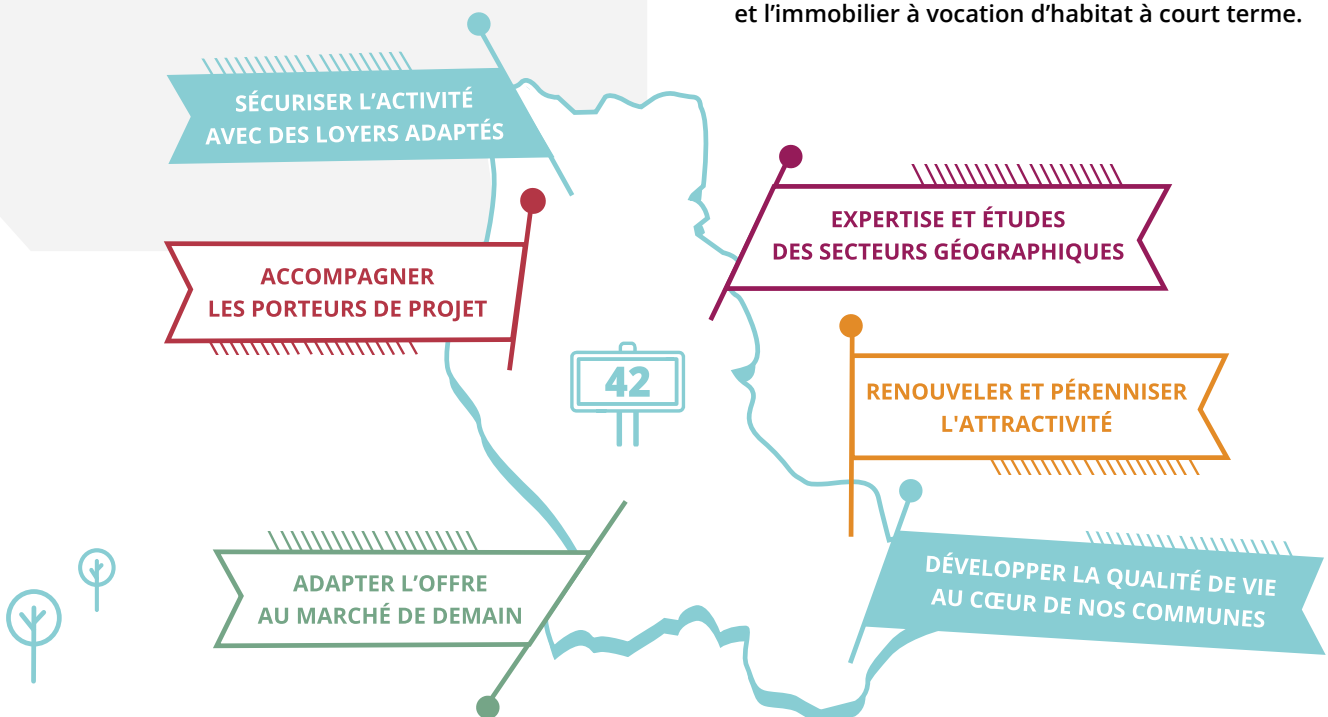 et l’immobilier à vocation d’habitat à court terme.
SÉCURISER L’ACTIVITÉ
AVEC DES LOYERS ADAPTÉS
EXPERTISE ET ÉTUDES
DES SECTEURS GÉOGRAPHIQUES
ACCOMPAGNER
LES PORTEURS DE PROJET
42
RENOUVELER ET PÉRENNISER
L'ATTRACTIVITÉ
ADAPTER L’OFFRE
AU MARCHÉ DE DEMAIN
DÉVELOPPER LA QUALITÉ DE VIE
AU CŒUR DE NOS COMMUNES